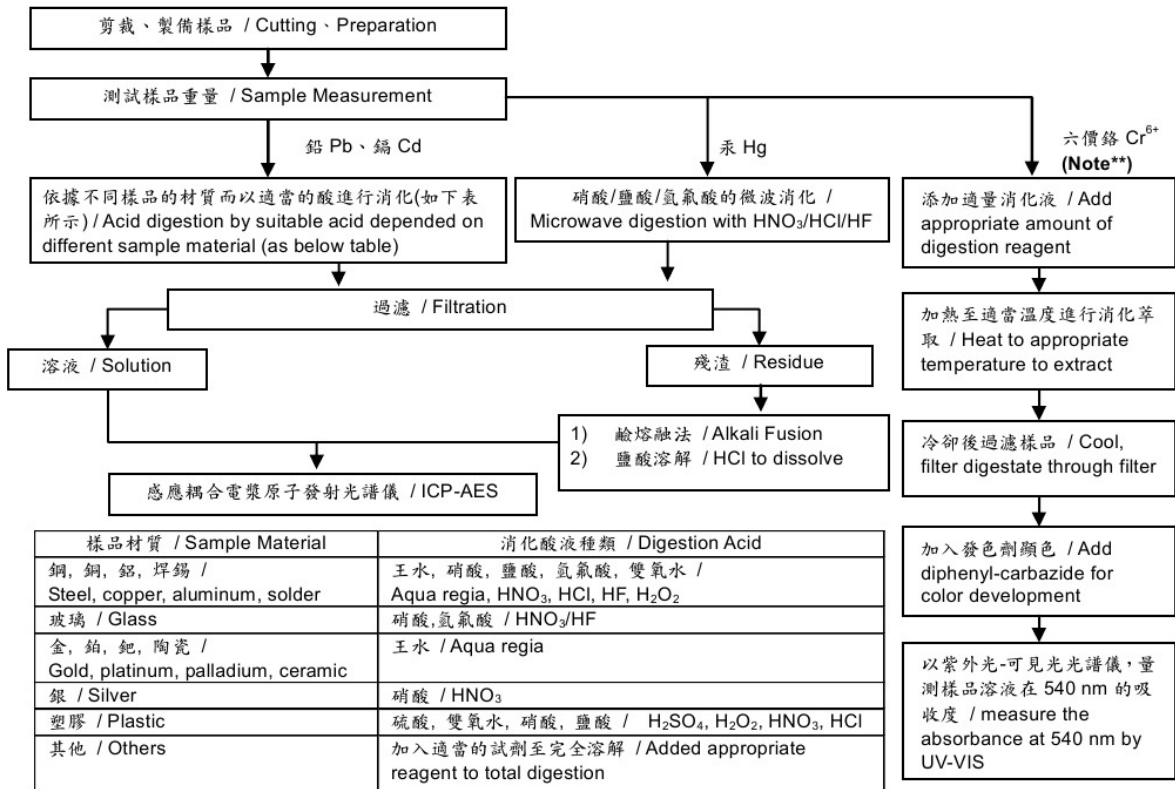 剪裁、製備樣品 / Cutting、Preparation
測試樣品重量 / Sample Measurement
鉛 Pb、鎘 Cd
汞 Hg
六價鉻 Cr⁶⁺
(Note**)
依據不同樣品的材質而以適當的酸進行消化(如下表
所示) / Acid digestion by suitable acid depended on
different sample material (as below table)
硝酸/鹽酸/氫氟酸的微波消化 /
Microwave digestion with HNO₃/HCl/HF
添加適量消化液 / Add
appropriate amount of
digestion reagent
過濾 / Filtration
加熱至適當溫度進行消化萃
取 / Heat to appropriate
temperature to extract
溶液 / Solution
殘渣 / Residue
1) 鹼熔融法 / Alkali Fusion
2) 鹽酸溶解 / HCl to dissolve
冷卻後過濾樣品 / Cool,
filter digestate through filter
感應耦合電漿原子發射光譜儀 / ICP-AES
加入發色劑顯色 / Add
diphenyl-carbazide for
color development
以紫外光-可見光光譜儀，量
測樣品溶液在 540 nm 的吸
收度 / measure the
absorbance at 540 nm by
UV-VIS
樣品材質 / Sample Material
消化酸液種類 / Digestion Acid
鋼, 銅, 鋁, 焊錫 /
Steel, copper, aluminum, solder
王水, 硝酸, 鹽酸, 氫氟酸, 雙氧水 /
Aqua regia, HNO₃, HCl, HF, H₂O₂
玻璃 / Glass
硝酸,氫氟酸 / HNO₃/HF
金, 鉑, 鈀, 陶瓷 /
Gold, platinum, palladium, ceramic
王水 / Aqua regia
銀 / Silver
硝酸 / HNO₃
塑膠 / Plastic
硫酸, 雙氧水, 硝酸, 鹽酸 / H₂SO₄, H₂O₂, HNO₃, HCl
其他 / Others
加入適當的試劑至完全溶解 / Added appropriate
reagent to total digestion